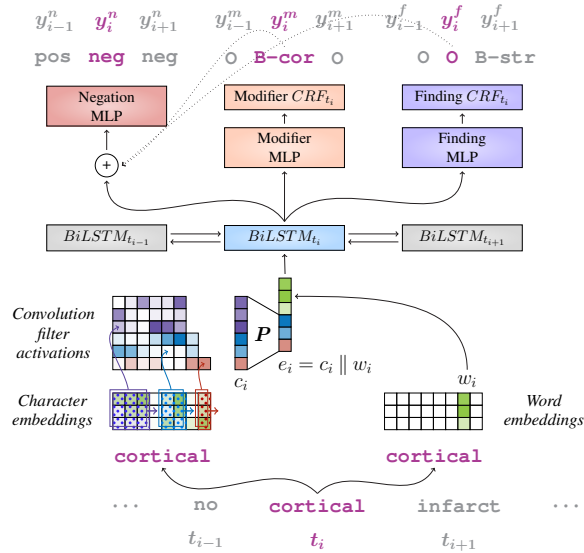 y^n_{i-1} y^n_i y^n_{i+1} y^m_{i-1} y^m_i y^m_{i+1} y^f_{i-1} y^f_i y^f_{i+1}
pos neg neg O B-cor O O O B-str
Negation
MLP
Modifier CRF_{t_i}
Finding CRF_{t_i}
Modifier
MLP
Finding
MLP
+
BiLSTM_{t_{i-1}} BiLSTM_{t_i} BiLSTM_{t_{i+1}}
Convolution
filter
activations
P
c_i
e_i = c_i ∥ w_i
w_i
Character
embeddings
Word
embeddings
cortical cortical
... no cortical infarct ...
t_{i-1} t_i t_{i+1}